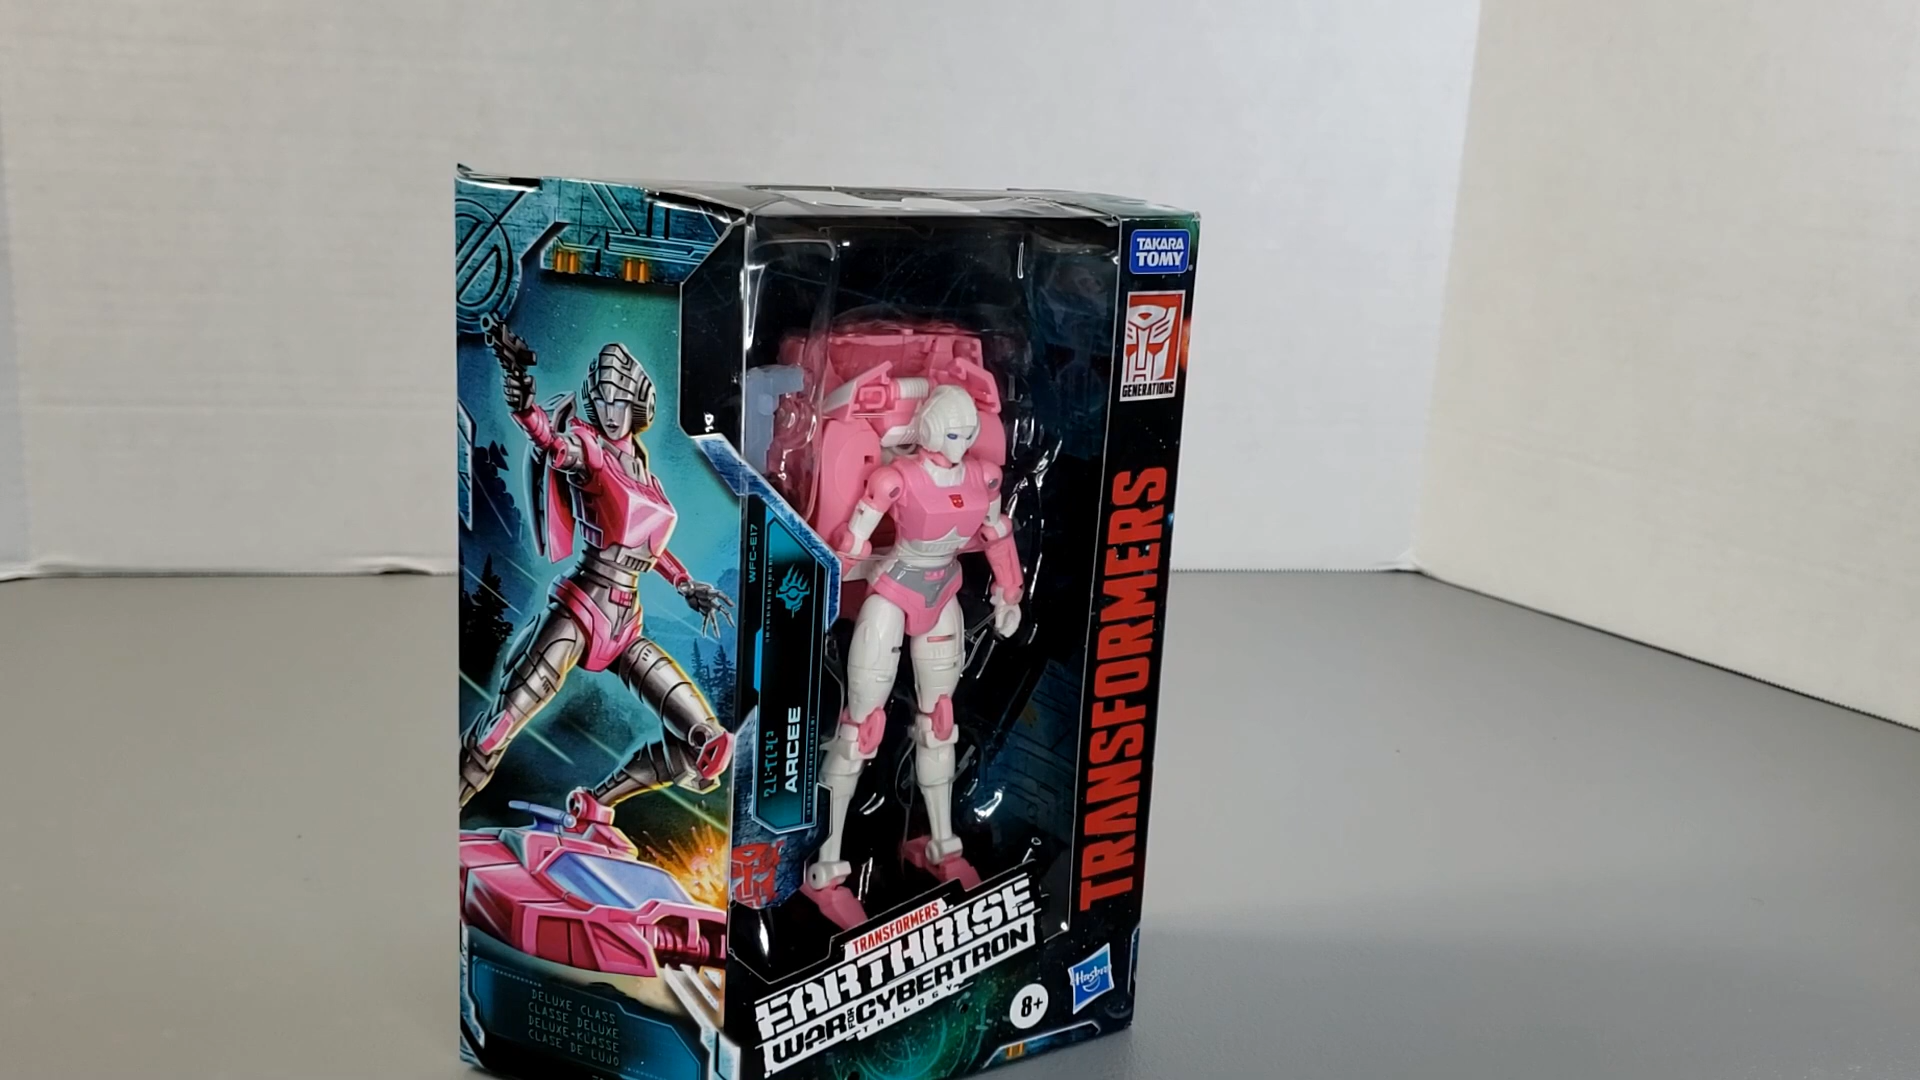 TAKARA
TOMY
GENERATIONS
TRANSFORMERS
WFC-E17
ARCEE
TRANSFORMERS
EARTHRISE
WAR FOR CYBERTRON
TRILOGY
8+
Hasbro
DELUXE CLASS
CLASSE DELUXE
DELUXE-KLASSE
CLASE DE LUJO